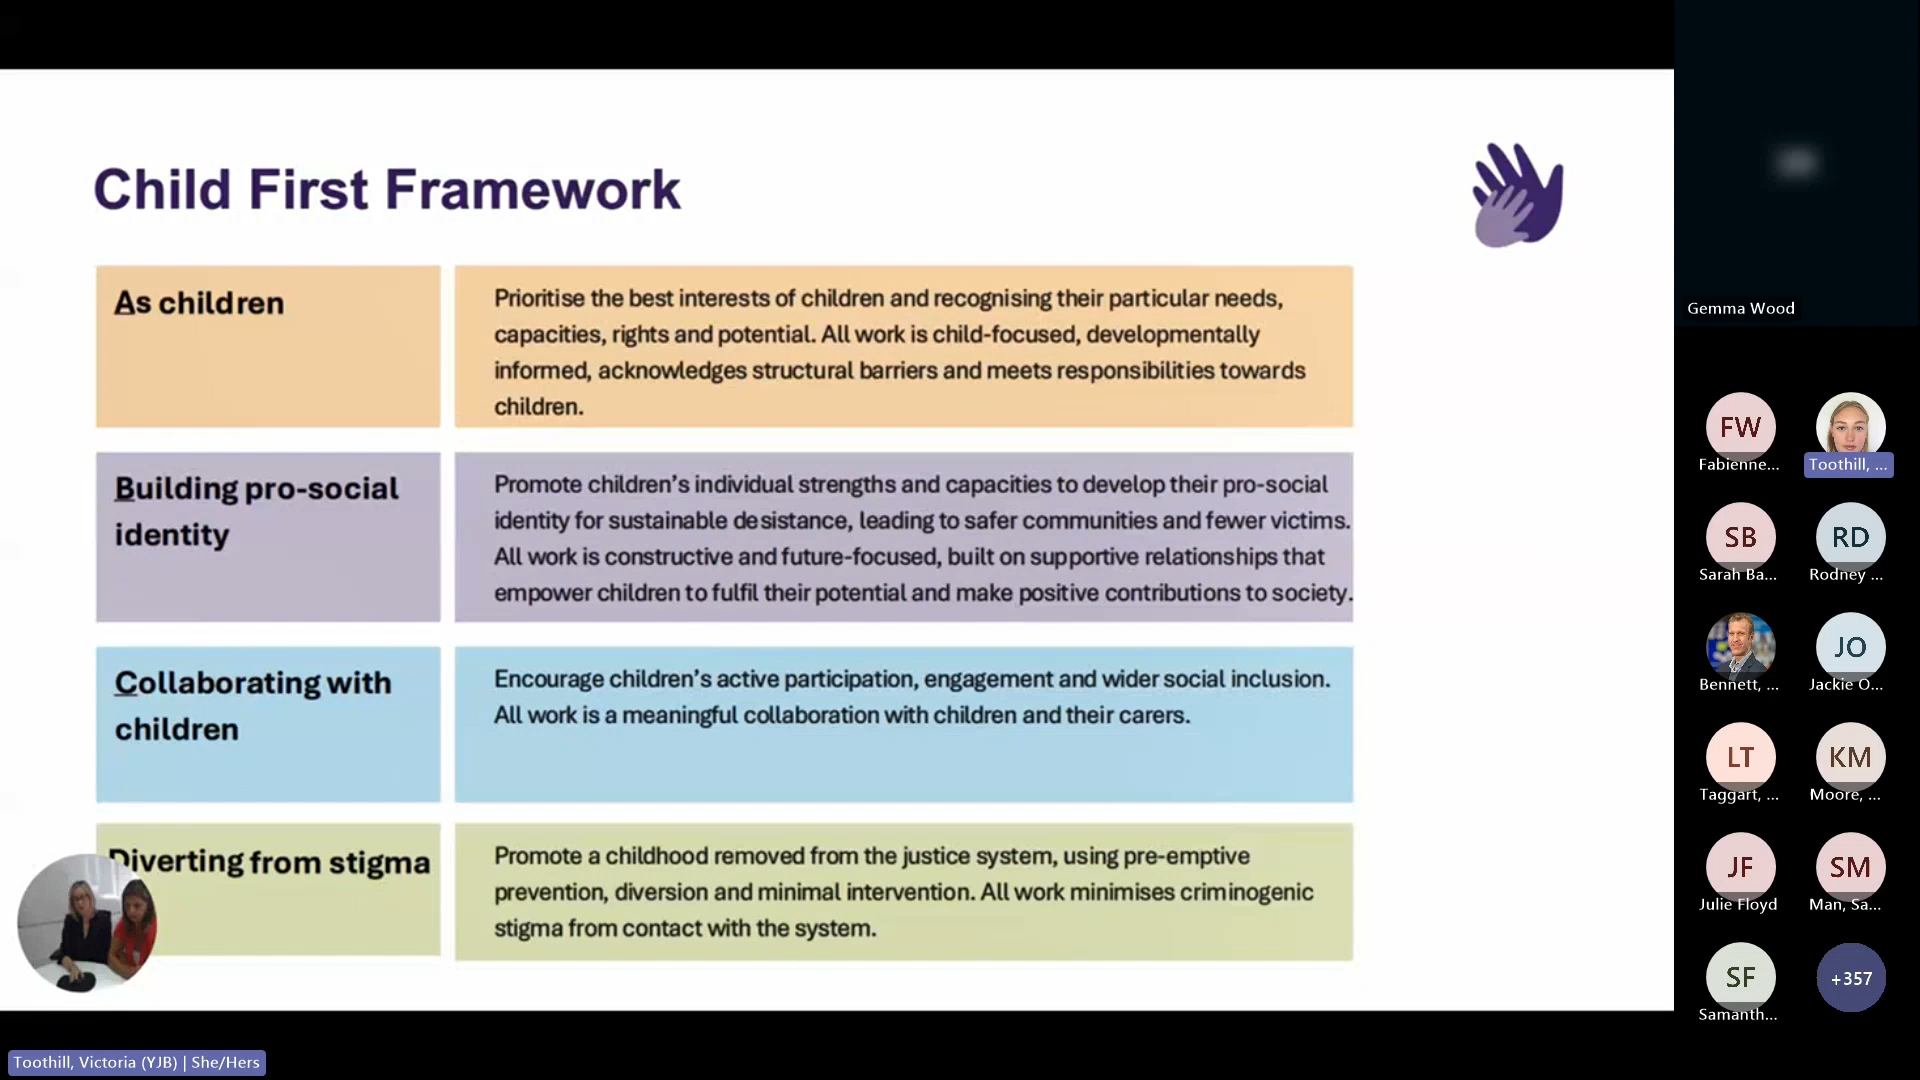 Child First Framework
As children
Prioritise the best interests of children and recognising their particular needs,
capacities, rights and potential. All work is child-focused, developmentally
informed, acknowledges structural barriers and meets responsibilities towards
children.
Building pro-social
identity
Promote children’s individual strengths and capacities to develop their pro-social
identity for sustainable desistance, leading to safer communities and fewer victims.
All work is constructive and future-focused, built on supportive relationships that
empower children to fulfil their potential and make positive contributions to society.
Collaborating with
children
Encourage children’s active participation, engagement and wider social inclusion.
All work is a meaningful collaboration with children and their carers.
Diverting from stigma
Promote a childhood removed from the justice system, using pre-emptive
prevention, diversion and minimal intervention. All work minimises criminogenic
stigma from contact with the system.
Toothill, Victoria (YJB) | She/Hers
Gemma Wood
FW
Fabienne...
Toothill, ...
SB
Sarah Ba...
RD
Rodney ...
Bennett, ...
JO
Jackie O...
LT
Taggart, ...
KM
Moore, ...
JF
Julie Floyd
SM
Man, Sa...
SF
Samanth...
+357